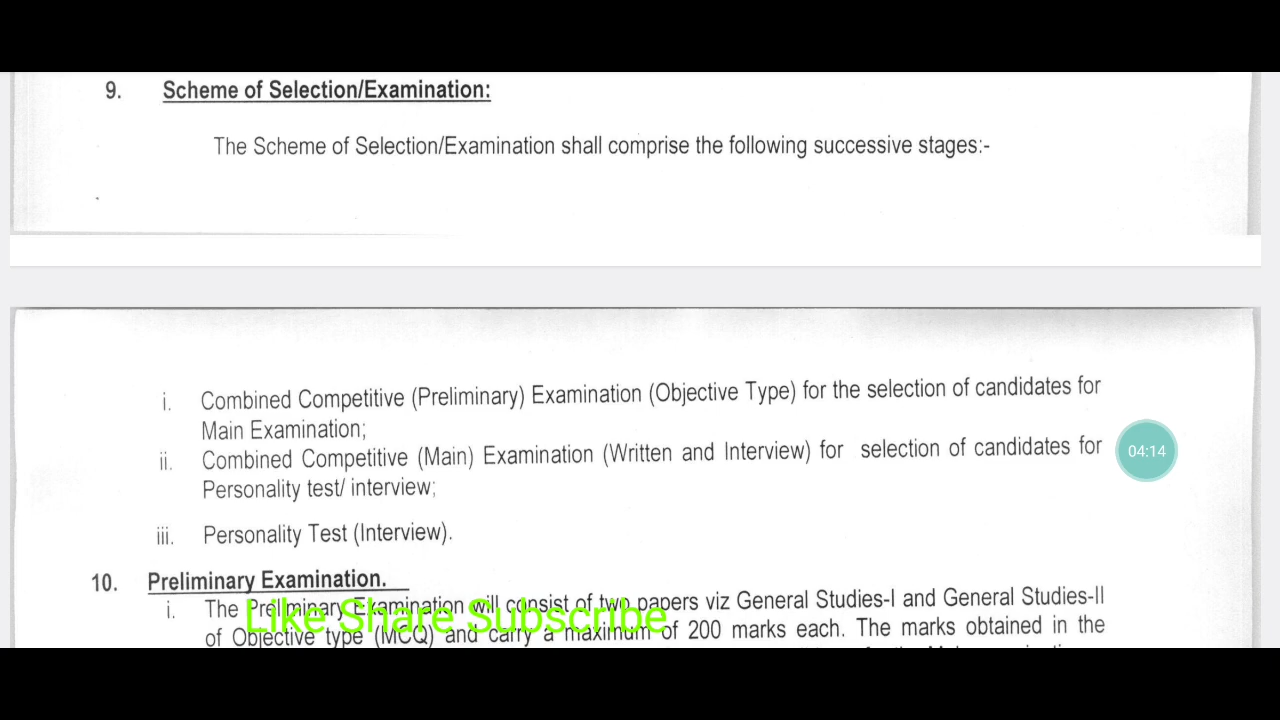 9. Scheme of Selection/Examination:
The Scheme of Selection/Examination shall comprise the following successive stages:-
i. Combined Competitive (Preliminary) Examination (Objective Type) for the selection of candidates for
Main Examination;
ii. Combined Competitive (Main) Examination (Written and Interview) for selection of candidates for
Personality test/ interview;
04:14
iii. Personality Test (Interview).
10. Preliminary Examination.
i. The Preliminary Examination will consist of two papers viz General Studies-I and General Studies-II
Like Share Subscribe
of Objective type (MCQ) and carry a maximum of 200 marks each. The marks obtained in the